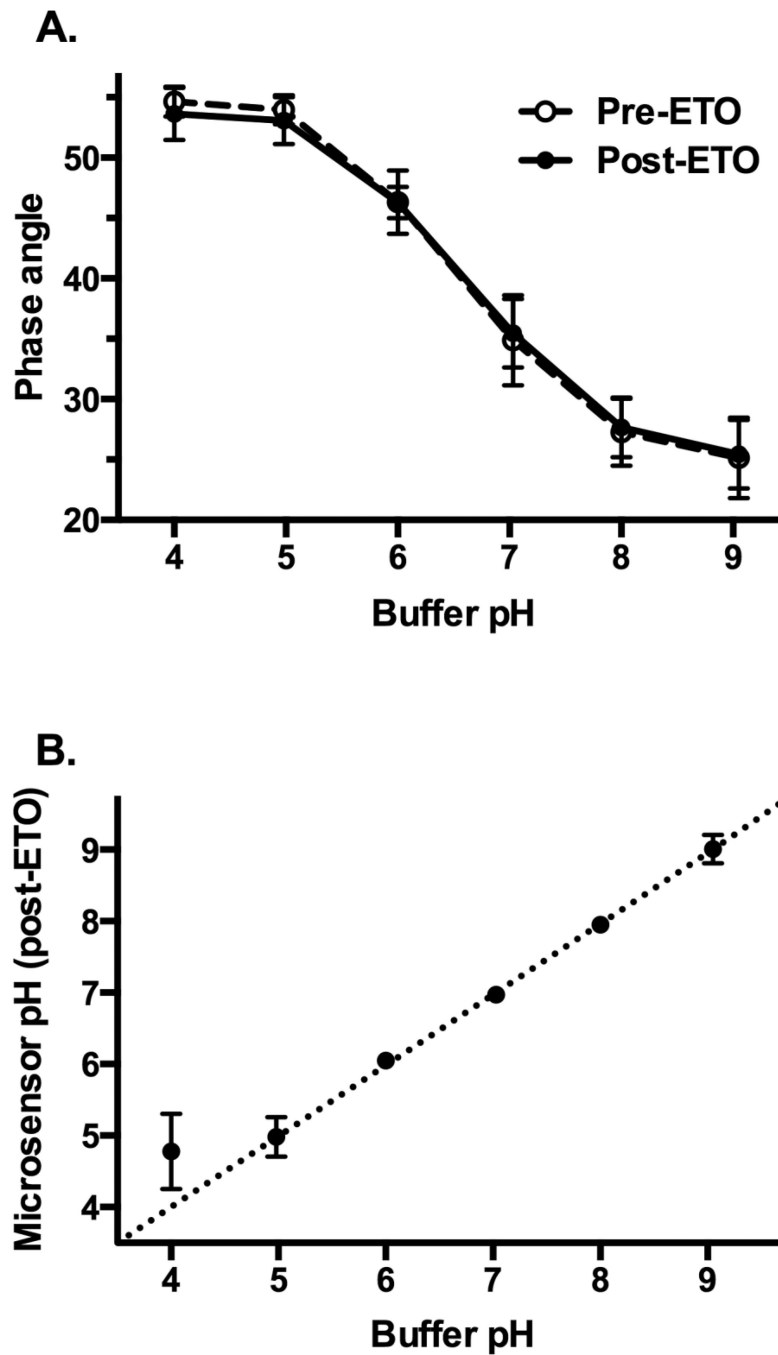 A.
Pre-ETO
Post-ETO
Phase angle
50
40
30
20
4 5 6 7 8 9
Buffer pH
B.
Microsensor pH (post-ETO)
9
8
7
6
5
4
4 5 6 7 8 9
Buffer pH